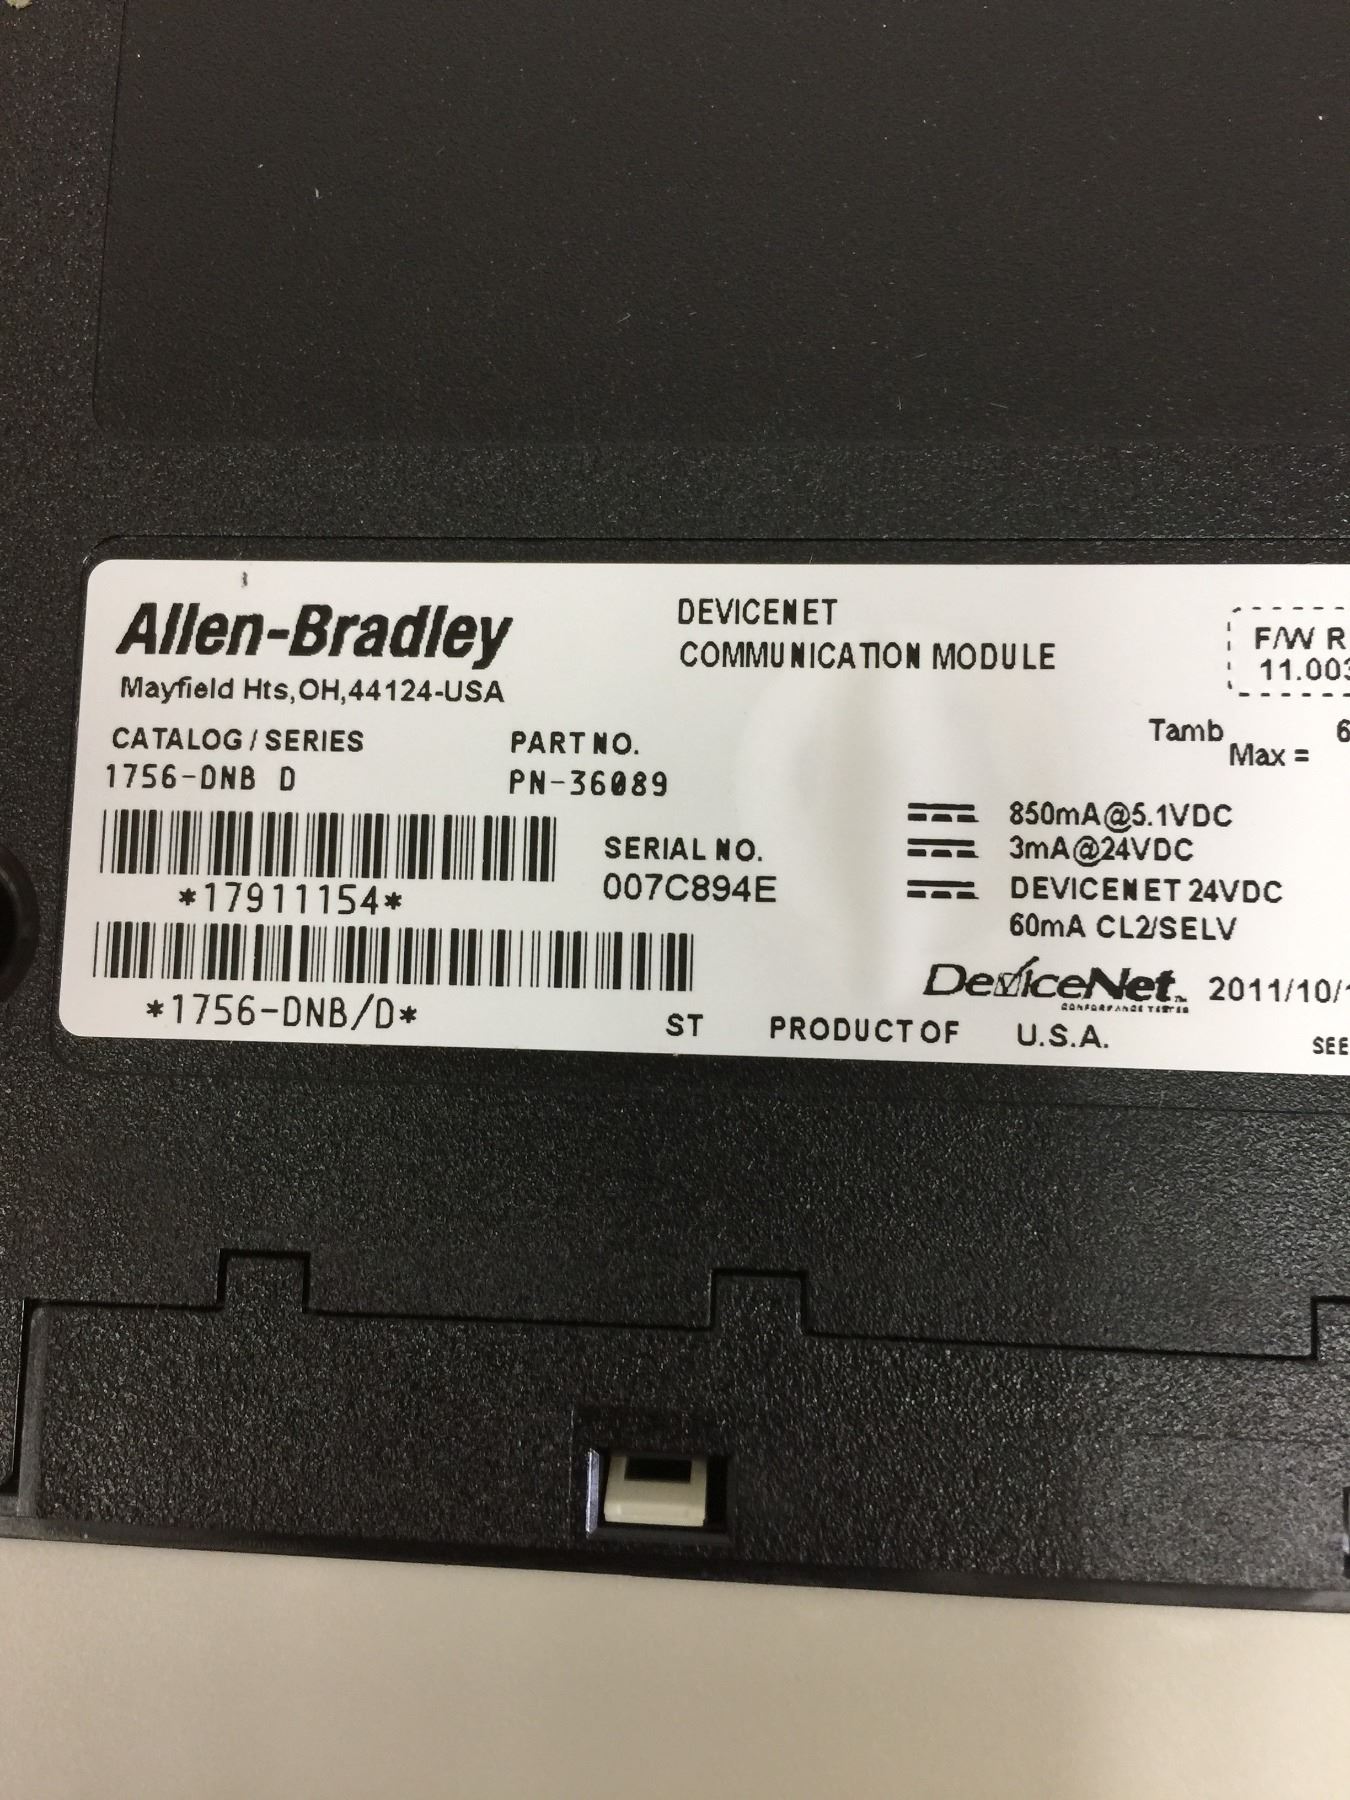 Allen-Bradley
Mayfield Hts,OH,44124-USA
CATALOG / SERIES
1756-DNB D
PART NO.
PN-36089
*17911154*
SERIAL NO.
007C894E
*1756-DNB/D*
DEVICENET
COMMUNICATION MODULE
F/W R
11.003
Tamb
Max =
850mA@5.1VDC
3mA@24VDC
DEVICENET 24VDC
60mA CL2/SELV
DeviceNet
CONFORMANCE TESTED
2011/10/
ST PRODUCT OF U.S.A.
SEE